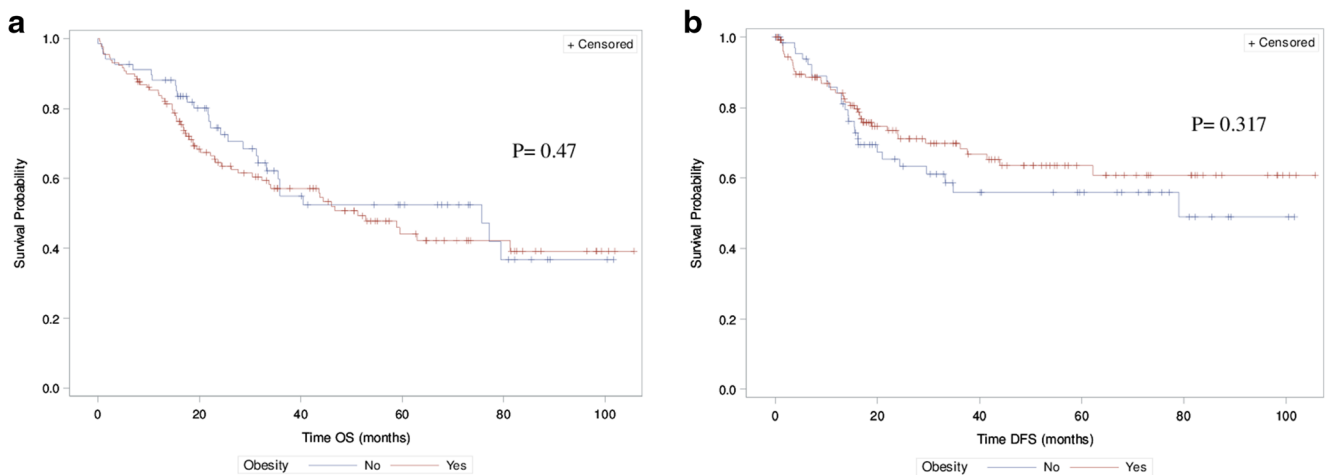 a
+ Censored
1.0
0.8
0.6
0.4
0.2
0.0
P= 0.47
Survival Probability
0 20 40 60 80 100
Time OS (months)
Obesity No Yes
b
+ Censored
1.0
0.8
0.6
0.4
0.2
0.0
P= 0.317
Survival Probability
0 20 40 60 80 100
Time DFS (months)
Obesity No Yes